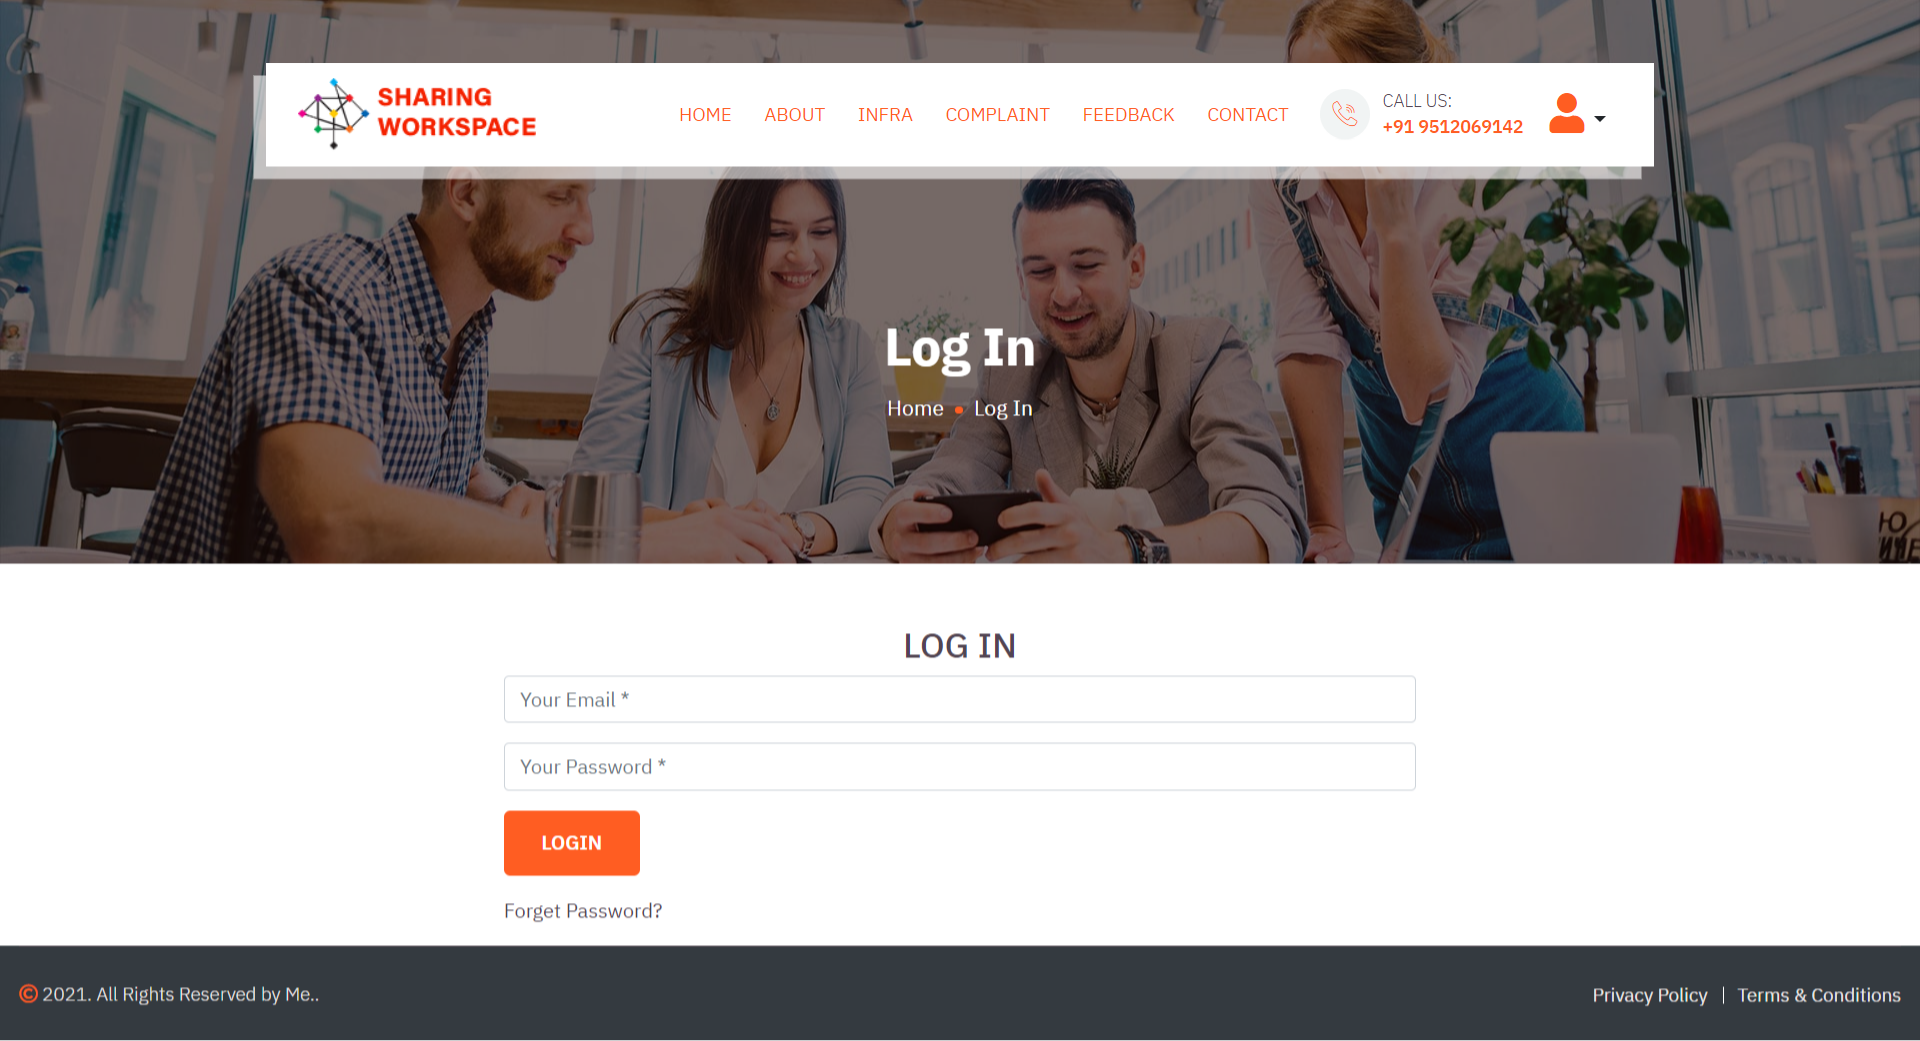 SHARING
WORKSPACE
HOME ABOUT INFRA COMPLAINT FEEDBACK CONTACT
CALL US:
+91 9512069142
Log In
Home Log In
LOG IN
Your Email *
Your Password *
LOGIN
Forget Password?
© 2021. All Rights Reserved by Me..
Privacy Policy | Terms & Conditions